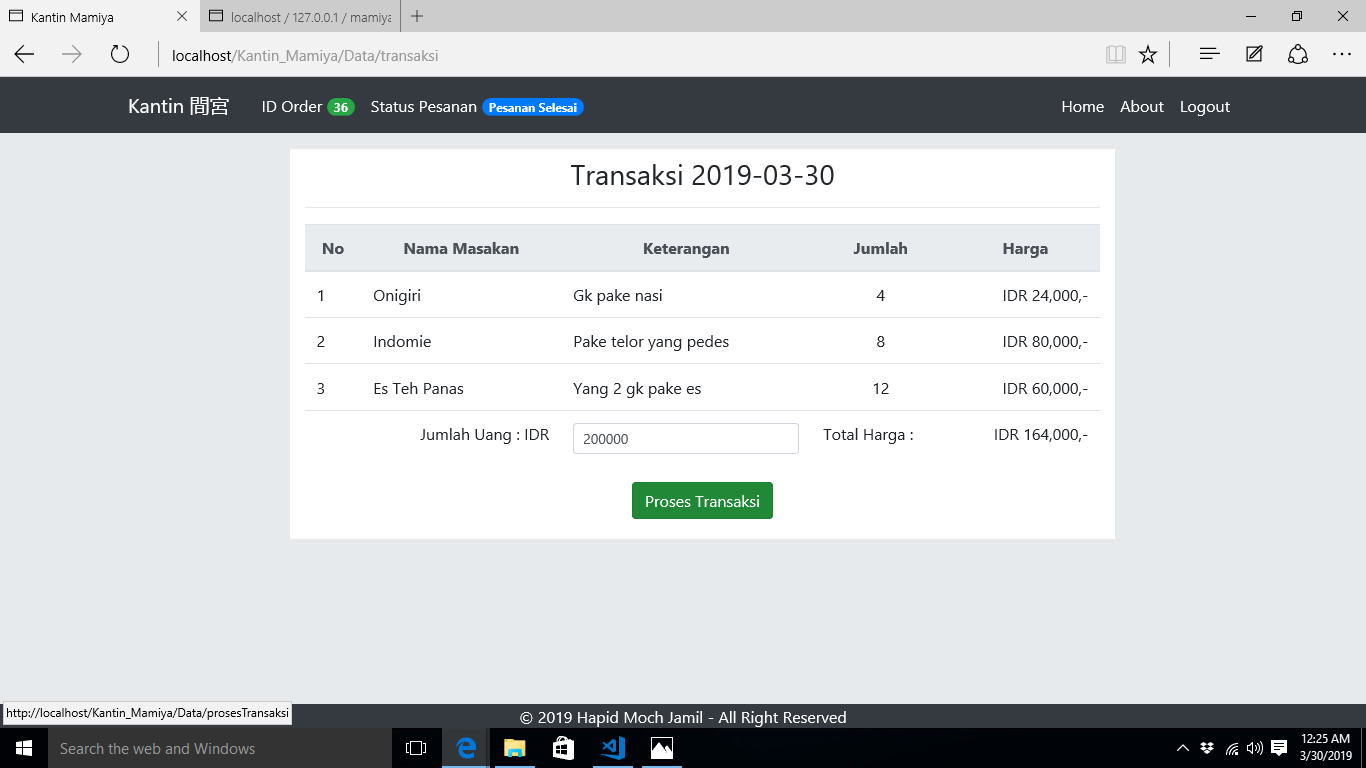 Kantin Mamiya
localhost / 127.0.0.1 / mamiya
localhost/Kantin_Mamiya/Data/transaksi
Kantin 間宮 ID Order 36 Status Pesanan Pesanan Selesai Home About Logout
Transaksi 2019-03-30
No Nama Masakan Keterangan Jumlah Harga
1 Onigiri Gk pake nasi 4 IDR 24,000,-
2 Indomie Pake telor yang pedes 8 IDR 80,000,-
3 Es Teh Panas Yang 2 gk pake es 12 IDR 60,000,-
Jumlah Uang : IDR 200000 Total Harga : IDR 164,000,-
Proses Transaksi
http://localhost/Kantin_Mamiya/Data/prosesTransaksi
© 2019 Hapid Moch Jamil - All Right Reserved
Search the web and Windows
12:25 AM
3/30/2019